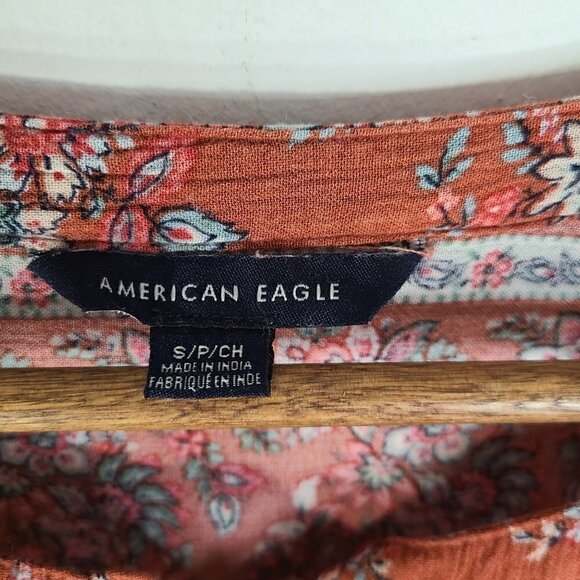 AMERICAN EAGLE
S/P/CH
MADE IN INDIA
FABRIQUÉ EN INDE